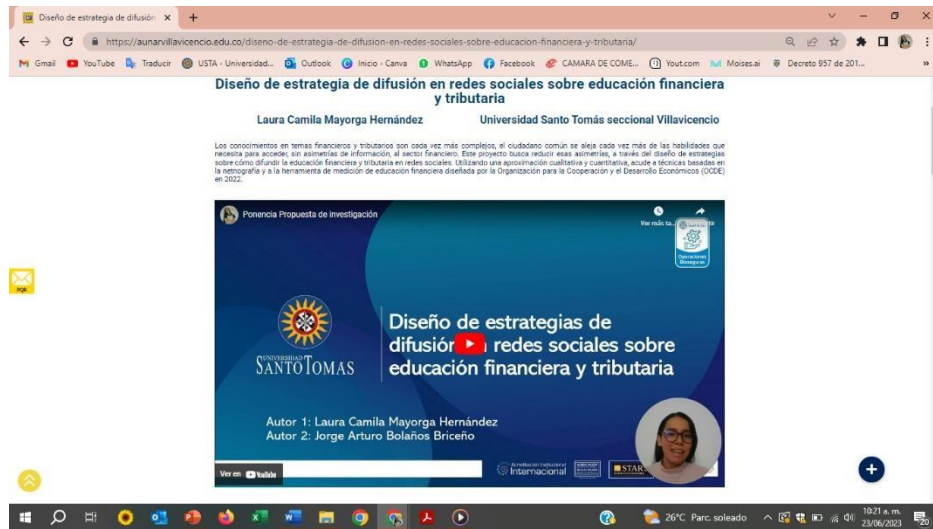 Diseño de estrategia de difusión
https://aunarvillavicencio.edu.co/diseno-de-estrategia-de-difusion-en-redes-sociales-sobre-educacion-financiera-y-tributaria/
Gmail YouTube Traducir USTA - Universidad... Outlook Inicio - Canva WhatsApp Facebook CAMARA DE COME... Yout.com Moises.ai Decreto 957 de 201...
Diseño de estrategia de difusión en redes sociales sobre educación financiera
y tributaria
Laura Camila Mayorga Hernández Universidad Santo Tomás seccional Villavicencio
Los conocimientos en temas financieros y tributarios son cada vez más complejos, el ciudadano común se aleja cada vez más de las habilidades que
necesita para acceder, sin asimetrías de información, al sector financiero. Este proyecto busca reducir esas asimetrías, a través del diseño de estrategias
sobre cómo difundir la educación financiera y tributaria en redes sociales. Utilizando una aproximación cualitativa y cuantitativa, acude a técnicas basadas en
la netnografía y a la herramienta de medición de educación financiera diseñada por la Organización para la Cooperación y el Desarrollo Económicos (OCDE)
en 2022.
Ponencia Propuesta de investigación
Ver más ta...
Operaciones
Bioseguras
PQR
Diseño de estrategias de
difusión redes sociales sobre
educación financiera y tributaria
UNIVERSIDAD
SANTO TOMAS
Autor 1: Laura Camila Mayorga Hernández
Autor 2: Jorge Arturo Bolaños Briceño
Ver en YouTube
Acreditación Institucional
Internacional
STARS
26°C Parc. soleado
10:21 a. m.
23/06/2023
20